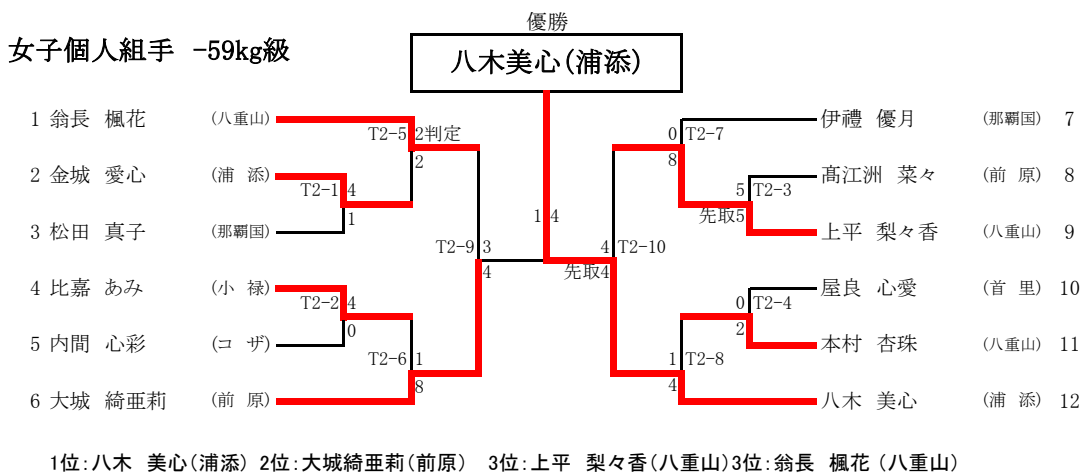 優勝
女子個人組手 -59kg級
八木美心(浦添)
1 翁長 楓花 (八重山)
T2-5 2判定
2
2 金城 愛心 (浦 添)
T2-1 4
1
3 松田 真子 (那覇国)
T2-9 3
4
4 比嘉 あみ (小 禄)
T2-2 4
0
5 内間 心彩 (コ ザ)
T2-6 1
8
6 大城 綺亜莉 (前 原)
1 4
伊禮 優月 (那覇国) 7
0 T2-7
8
髙江洲 菜々 (前 原) 8
5 T2-3
先取5
上平 梨々香 (八重山) 9
4 T2-10
先取4
屋良 心愛 (首 里) 10
0 T2-4
2
本村 杏珠 (八重山) 11
1 T2-8
4
八木 美心 (浦 添) 12
1位:八木 美心(浦添) 2位:大城綺亜莉(前原) 3位:上平 梨々香(八重山)3位:翁長 楓花 (八重山)